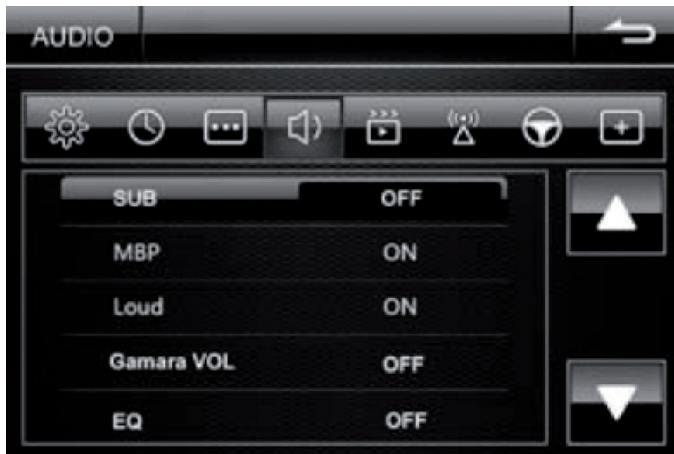 AUDIO
SUB OFF
MBP ON
Loud ON
Gamara VOL OFF
EQ OFF